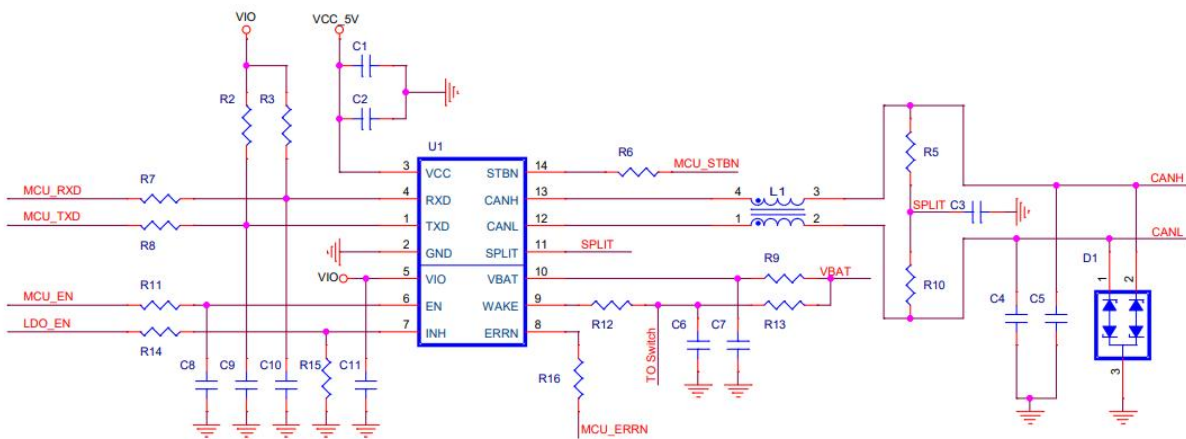 VIO
VCC_5V
C1
C2
R2
R3
U1
R6
MCU_STBN
R5
3 VCC
STBN 14
MCU_RXD
R7
4 RXD
CANH 13
4 L1 3
CANH
MCU_TXD
R8
1 TXD
CANL 12
1 2
SPLIT
C3
CANL
2 GND
SPLIT 11
SPLIT
VIO
5 VIO
VBAT 10
R9
VBAT
R10
D1
1
2
MCU_EN
R11
6 EN
WAKE 9
R12
C6
C7
R13
C4
C5
LDO_EN
R14
7 INH
ERRN 8
TO Switch
C8
C9
C10
R15
C11
R16
3
MCU_ERRN